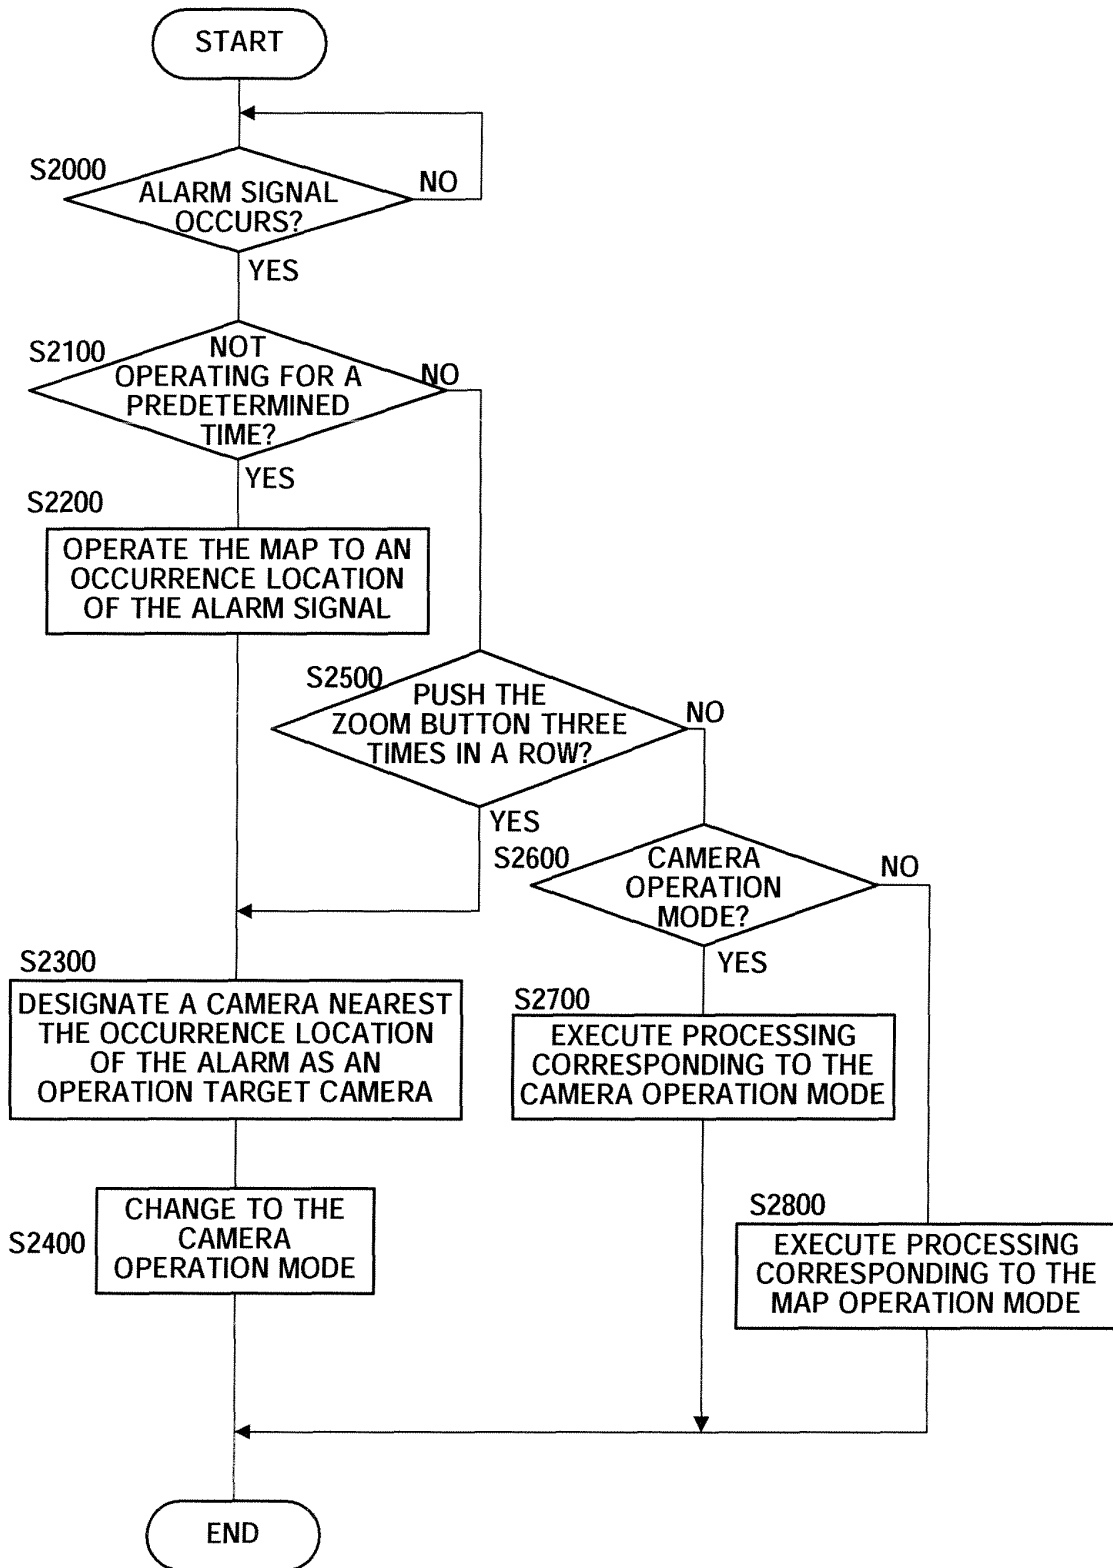 START
S2000
ALARM SIGNAL
OCCURS?
NO
YES
S2100
NOT
OPERATING FOR A
PREDETERMINED
TIME?
NO
YES
S2200
OPERATE THE MAP TO AN
OCCURRENCE LOCATION
OF THE ALARM SIGNAL
S2500
PUSH THE
ZOOM BUTTON THREE
TIMES IN A ROW?
NO
YES
S2600
CAMERA
OPERATION
MODE?
NO
YES
S2300
DESIGNATE A CAMERA NEAREST
THE OCCURRENCE LOCATION
OF THE ALARM AS AN
OPERATION TARGET CAMERA
S2700
EXECUTE PROCESSING
CORRESPONDING TO THE
CAMERA OPERATION MODE
S2400
CHANGE TO THE
CAMERA
OPERATION MODE
S2800
EXECUTE PROCESSING
CORRESPONDING TO THE
MAP OPERATION MODE
END